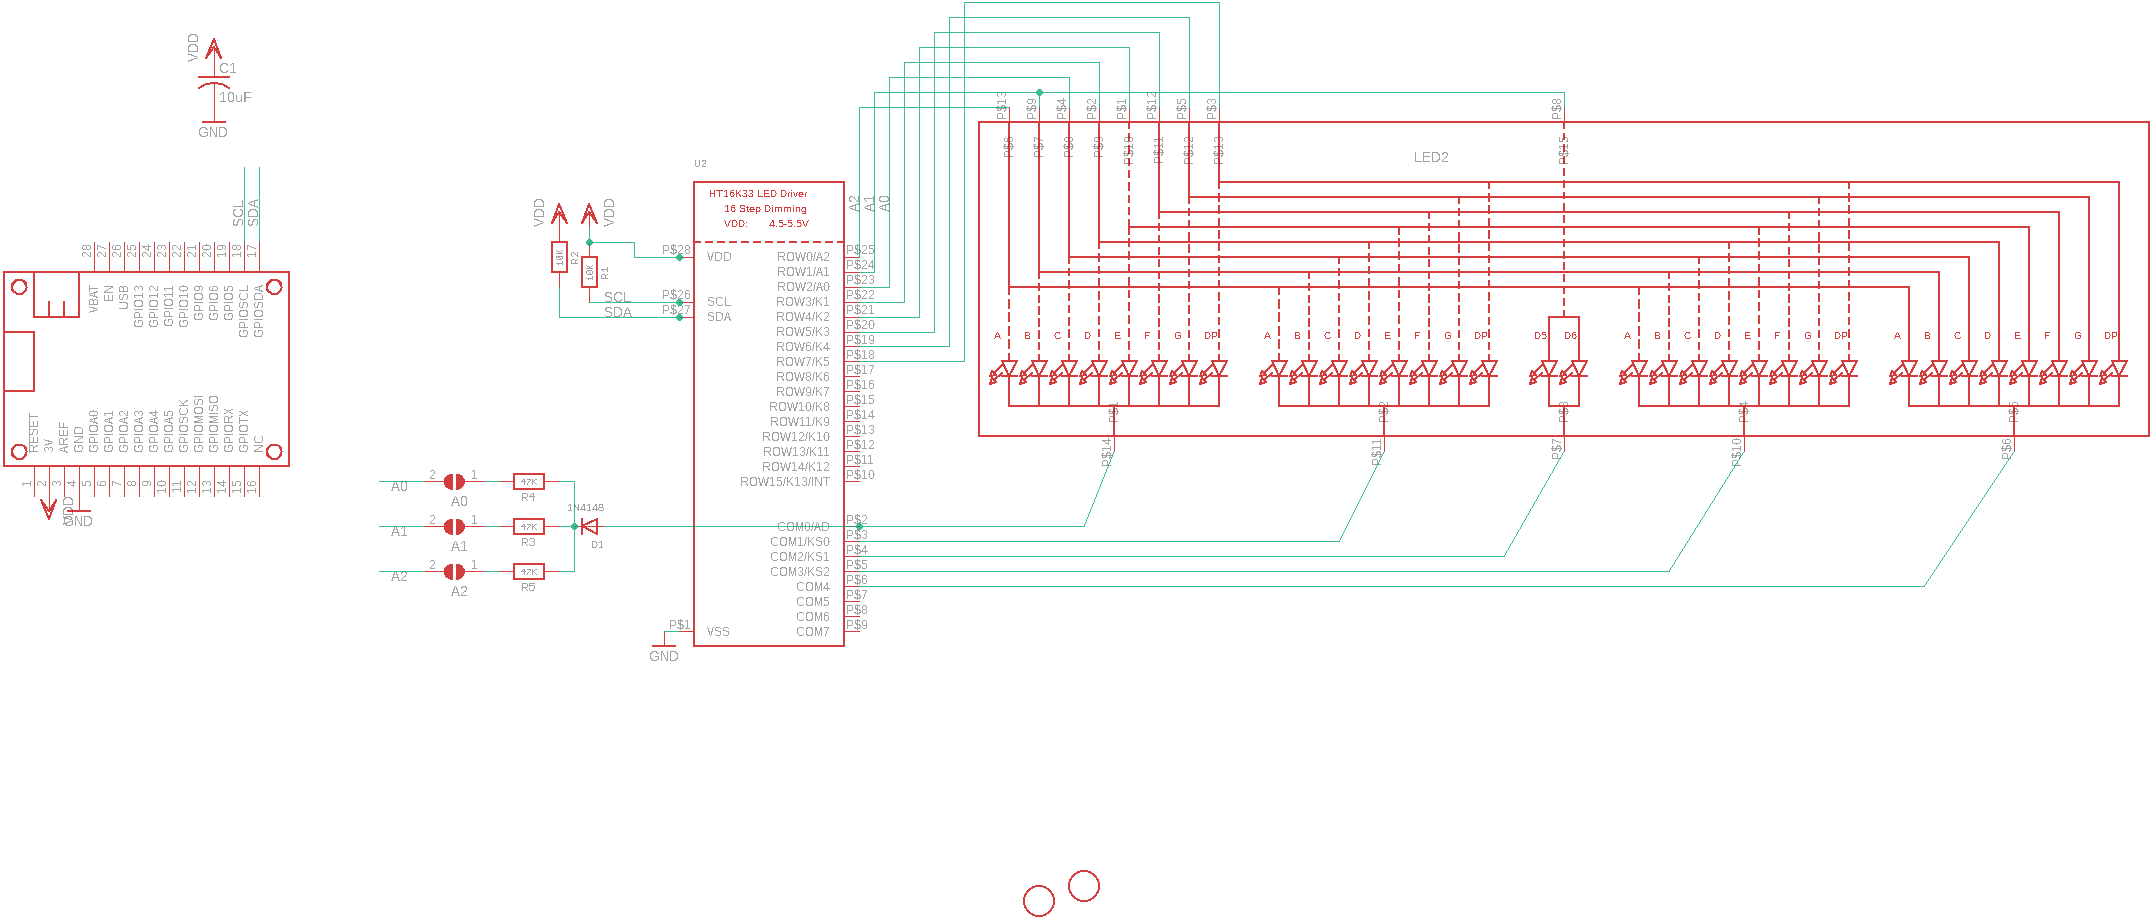 VDD
C1
10uF
GND
SCL
SDA
28
27
26
25
24
23
22
21
20
19
18
17
VBAT
EN
USB
GPIO13
GPIO12
GPIO11
GPIO10
GPIO9
GPIO6
GPIO5
GPIOSCL
GPIOSDA
RESET
3V
AREF
GND
GPIOA0
GPIOA1
GPIOA2
GPIOA3
GPIOA4
GPIOA5
GPIOSCK
GPIOMOSI
GPIOMISO
GPIORX
GPIOTX
NC
1
2
3
4
5
6
7
8
9
10
11
12
13
14
15
16
VDD
GND
A0
2
1
A0
47K
R4
A1
2
1
A1
47K
R3
A2
2
1
A2
47K
R5
1N4148
D1
VDD
VDD
10K
R2
10K
R1
SCL
SDA
U2
HT16K33 LED Driver
16 Step Dimming
VDD: 4.5-5.5V
P$28
VDD
P$26
SCL
P$27
SDA
P$1
VSS
GND
A2
A1
A0
ROW0/A2 P$25
ROW1/A1 P$24
ROW2/A0 P$23
ROW3/K1 P$22
ROW4/K2 P$21
ROW5/K3 P$20
ROW6/K4 P$19
ROW7/K5 P$18
ROW8/K6 P$17
ROW9/K7 P$16
ROW10/K8 P$15
ROW11/K9 P$14
ROW12/K10 P$13
ROW13/K11 P$12
ROW14/K12 P$11
ROW15/K13/INT P$10
COM0/AD P$2
COM1/KS0 P$3
COM2/KS1 P$4
COM3/KS2 P$5
COM4 P$6
COM5 P$7
COM6 P$8
COM7 P$9
P$13
P$9
P$4
P$2
P$1
P$12
P$5
P$3
P$8
P$6
P$7
P$8
P$9
P$10
P$11
P$12
P$13
P$15
LED2
A B C D E F G DP
A B C D E F G DP
D5 D6
A B C D E F G DP
A B C D E F G DP
P$1
P$2
P$3
P$4
P$5
P$14
P$11
P$7
P$10
P$6